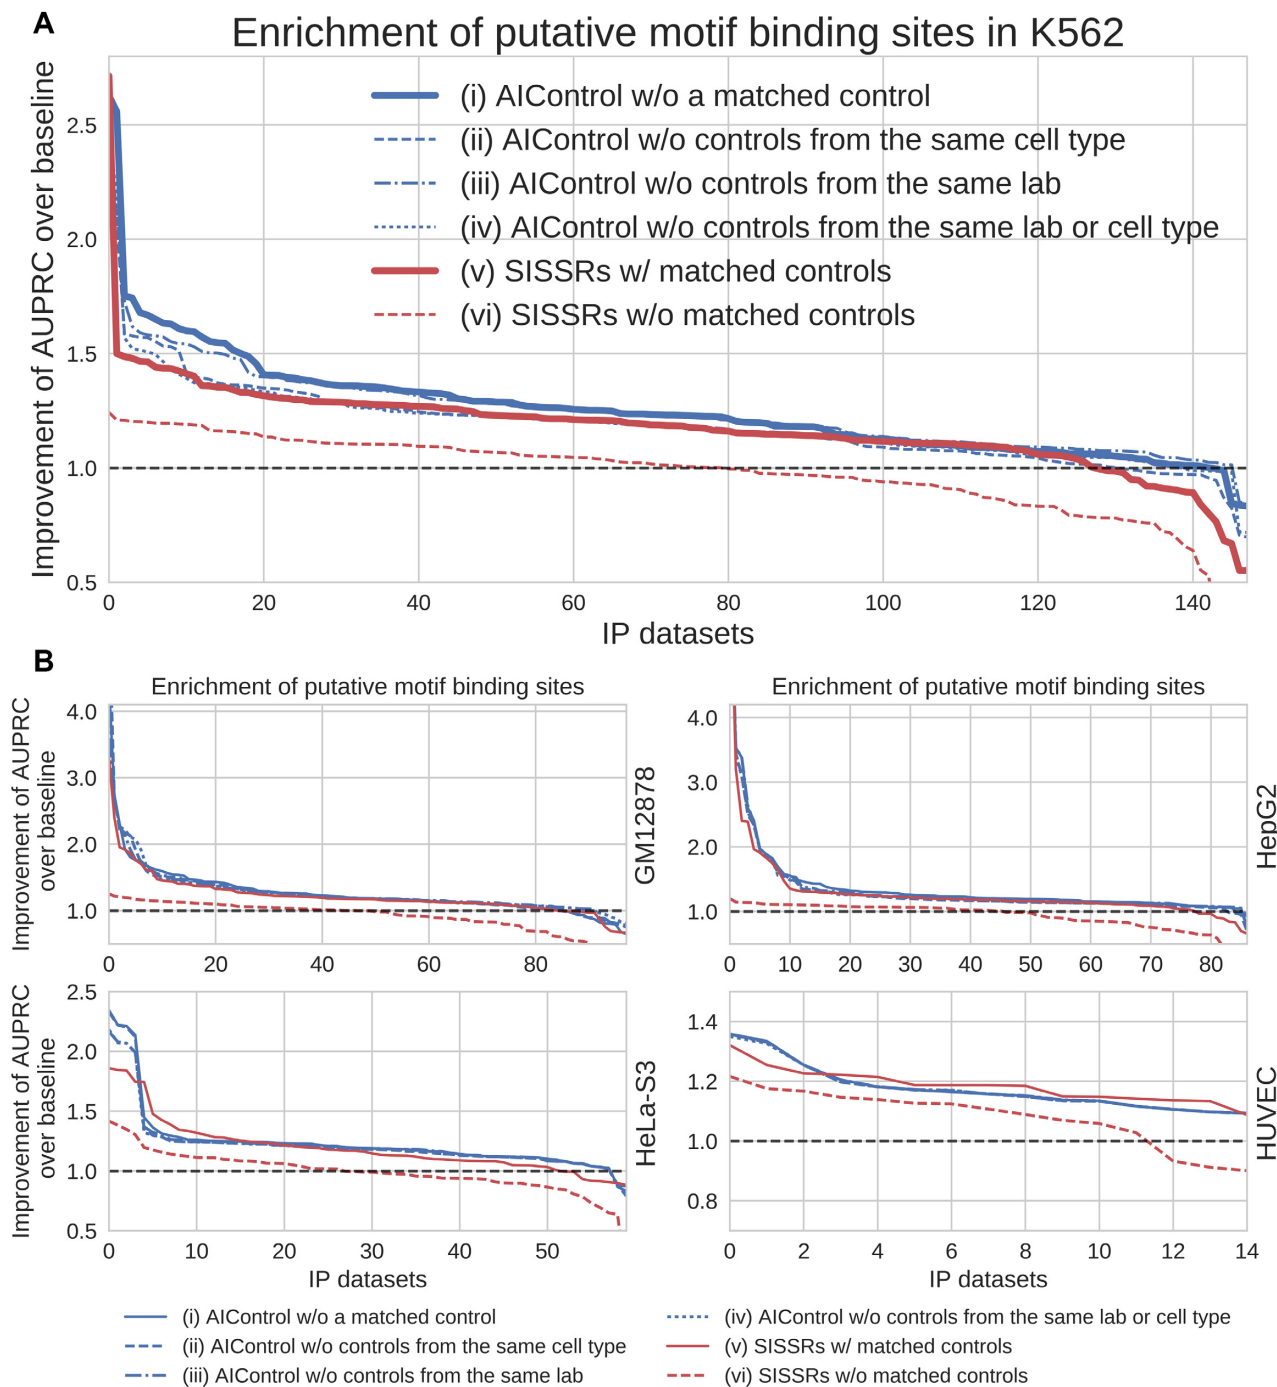 A
Enrichment of putative motif binding sites in K562
Improvement of AUPRC over baseline
2.5
2.0
1.5
1.0
0.5
(i) AIControl w/o a matched control
(ii) AIControl w/o controls from the same cell type
(iii) AIControl w/o controls from the same lab
(iv) AIControl w/o controls from the same lab or cell type
(v) SISSRs w/ matched controls
(vi) SISSRs w/o matched controls
0 20 40 60 80 100 120 140
IP datasets
B
Enrichment of putative motif binding sites
Improvement of AUPRC
over baseline
4.0
3.0
2.0
1.0
0 20 40 60 80
GM12878
Enrichment of putative motif binding sites
4.0
3.0
2.0
1.0
0 10 20 30 40 50 60 70 80
HepG2
Improvement of AUPRC
over baseline
2.5
2.0
1.5
1.0
0.5
0 10 20 30 40 50
IP datasets
HeLa-S3
1.4
1.2
1.0
0.8
0 2 4 6 8 10 12 14
IP datasets
HUVEC
(i) AIControl w/o a matched control
(ii) AIControl w/o controls from the same cell type
(iii) AIControl w/o controls from the same lab
(iv) AIControl w/o controls from the same lab or cell type
(v) SISSRs w/ matched controls
(vi) SISSRs w/o matched controls